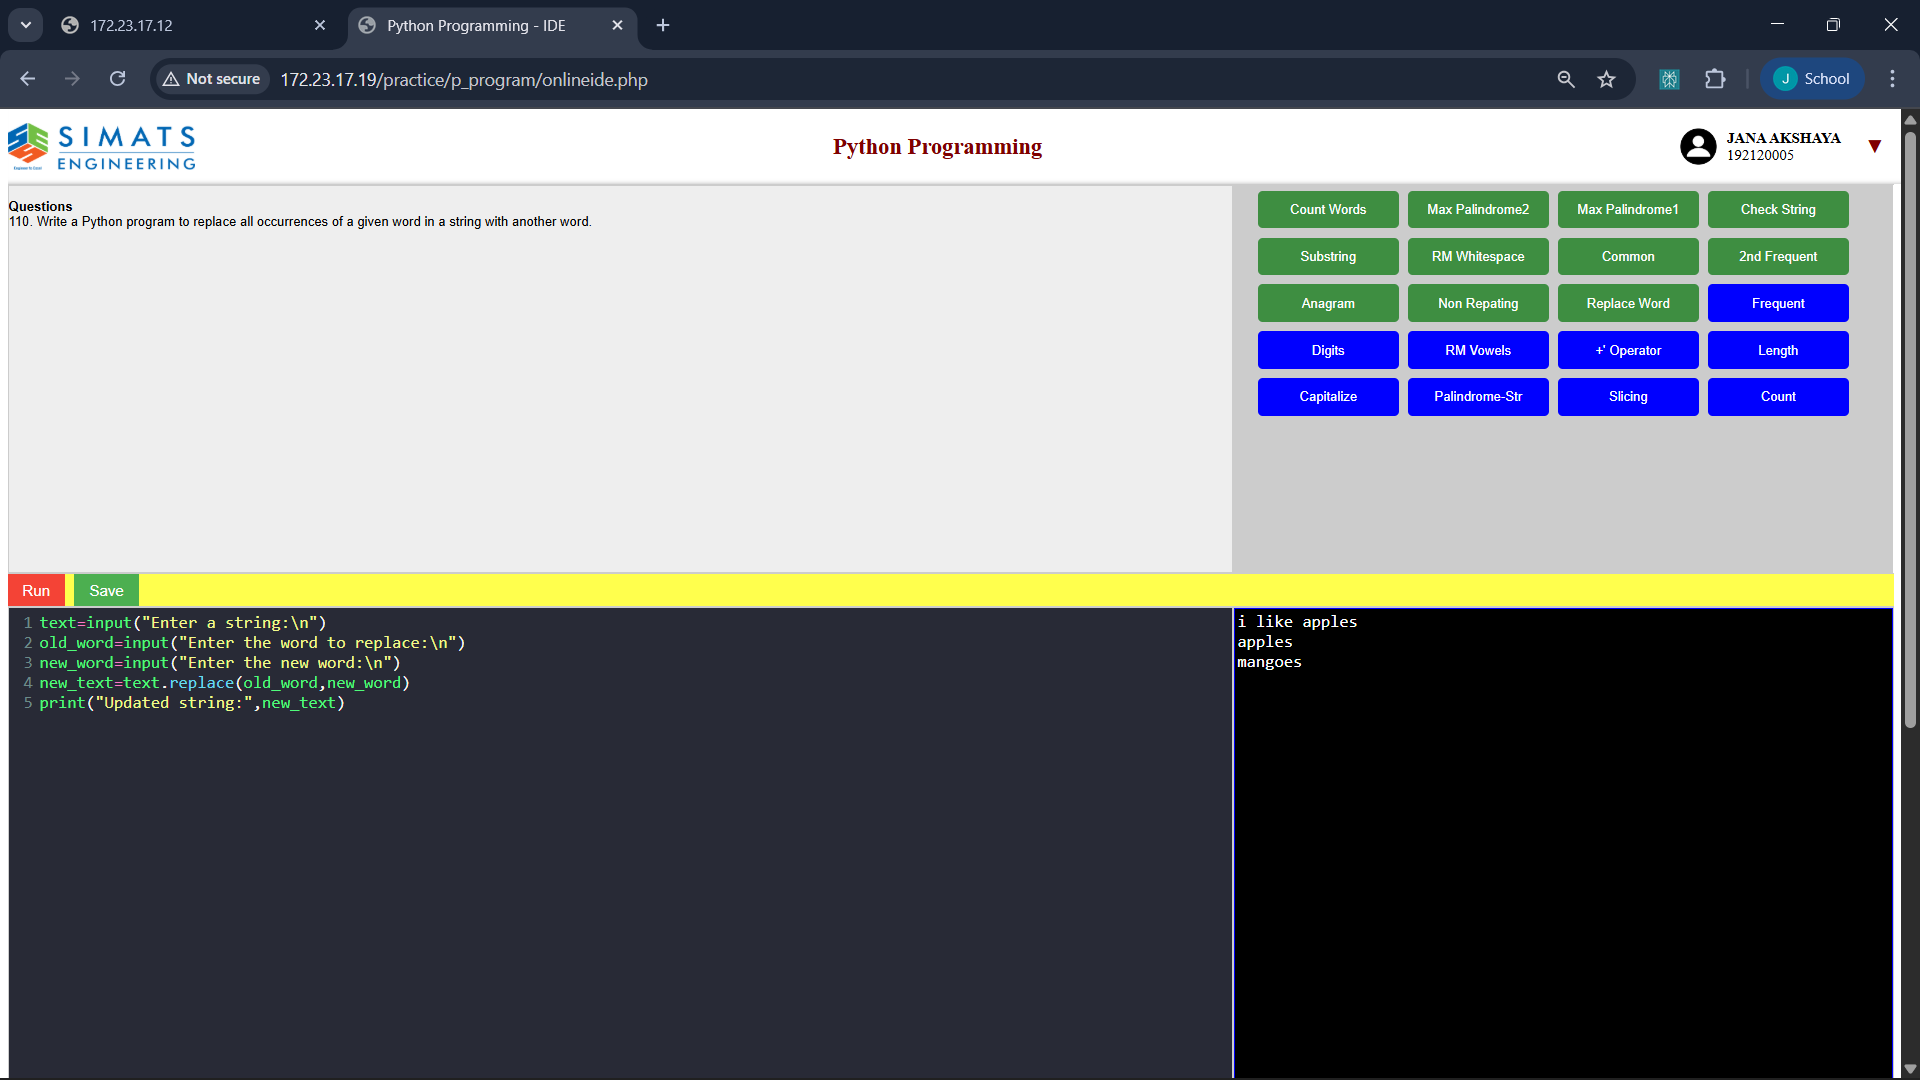 172.23.17.12
Python Programming - IDE
Not secure
172.23.17.19/practice/p_program/onlineide.php
J School
SIMATS
ENGINEERING
Python Programming
JANA AKSHAYA
192120005
Questions
110. Write a Python program to replace all occurrences of a given word in a string with another word.
Count Words
Max Palindrome2
Max Palindrome1
Check String
Substring
RM Whitespace
Common
2nd Frequent
Anagram
Non Repating
Replace Word
Frequent
Digits
RM Vowels
+' Operator
Length
Capitalize
Palindrome-Str
Slicing
Count
Run
Save
1 text=input("Enter a string:\n")
2 old_word=input("Enter the word to replace:\n")
3 new_word=input("Enter the new word:\n")
4 new_text=text.replace(old_word,new_word)
5 print("Updated string:",new_text)
i like apples
apples
mangoes